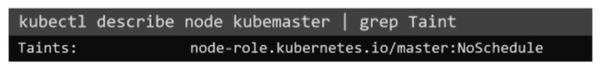 kubectl describe node kubemaster | grep Taint
Taints: node-role.kubernetes.io/master:NoSchedule